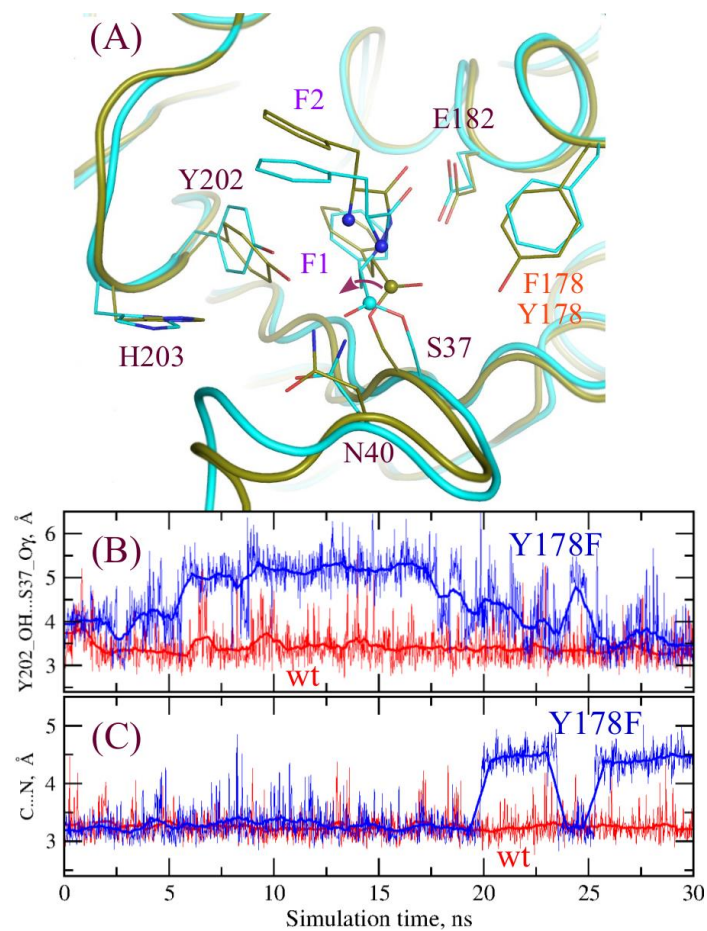 (A)
F2
E182
Y202
F1
F178
Y178
H203
S37
N40
Y202_OH...S37_Oγ, Å
6
5
4
3
(B)
Y178F
wt
C...N, Å
5
4
3
(C)
Y178F
wt
0 5 10 15 20 25 30
Simulation time, ns